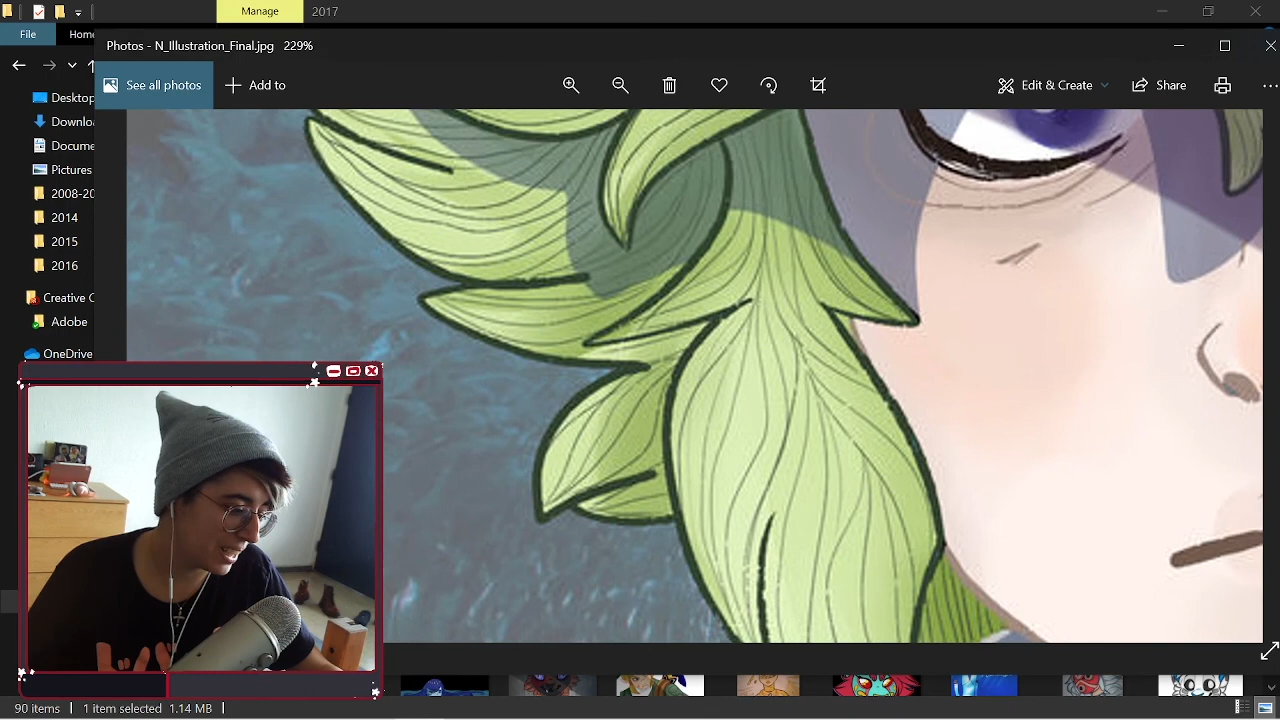 Manage
2017
File
Home
Photos - N_Illustration_Final.jpg 229%
See all photos
Add to
Edit & Create
Share
Desktop
Downlo
Docume
Pictures
2008-20
2014
2015
2016
Creative C
Adobe
OneDrive
90 items
1 item selected 1.14 MB